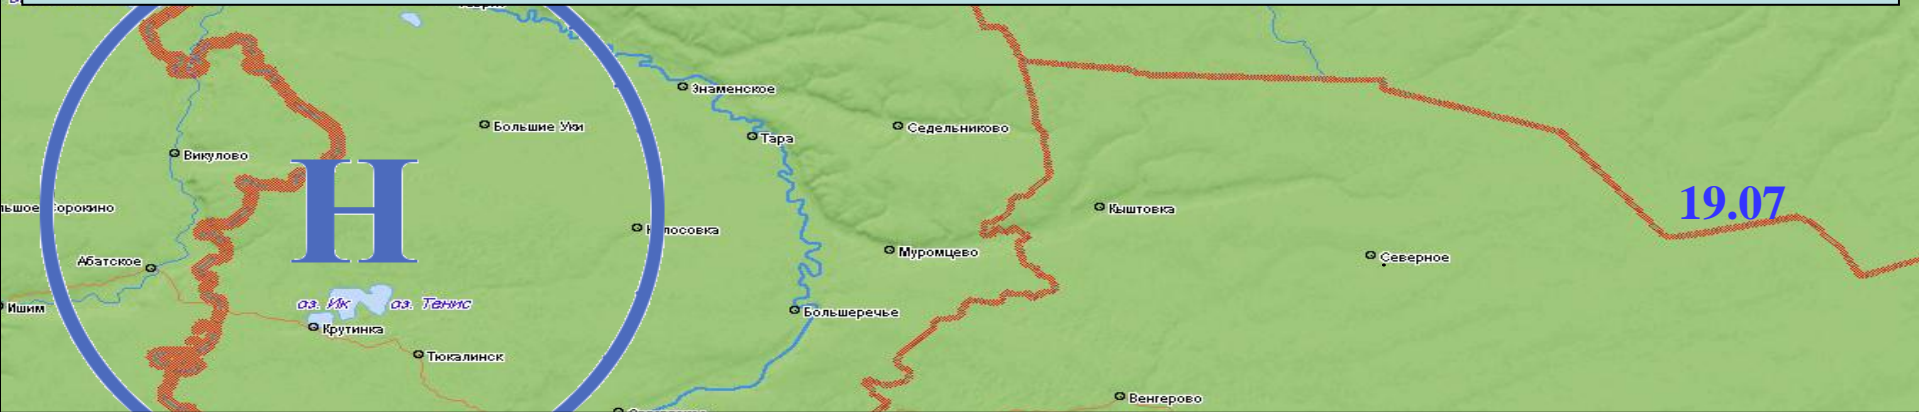 Знаменское
Большие Уки
Седельниково
Тара
Викулово
Н
19.07
Кыштовка
Колосовка
Муромцево
Северное
Абатское
оз. Ик
оз. Тенис
Ишим
Большеречье
Крутинка
Тюкалинск
Венгерово